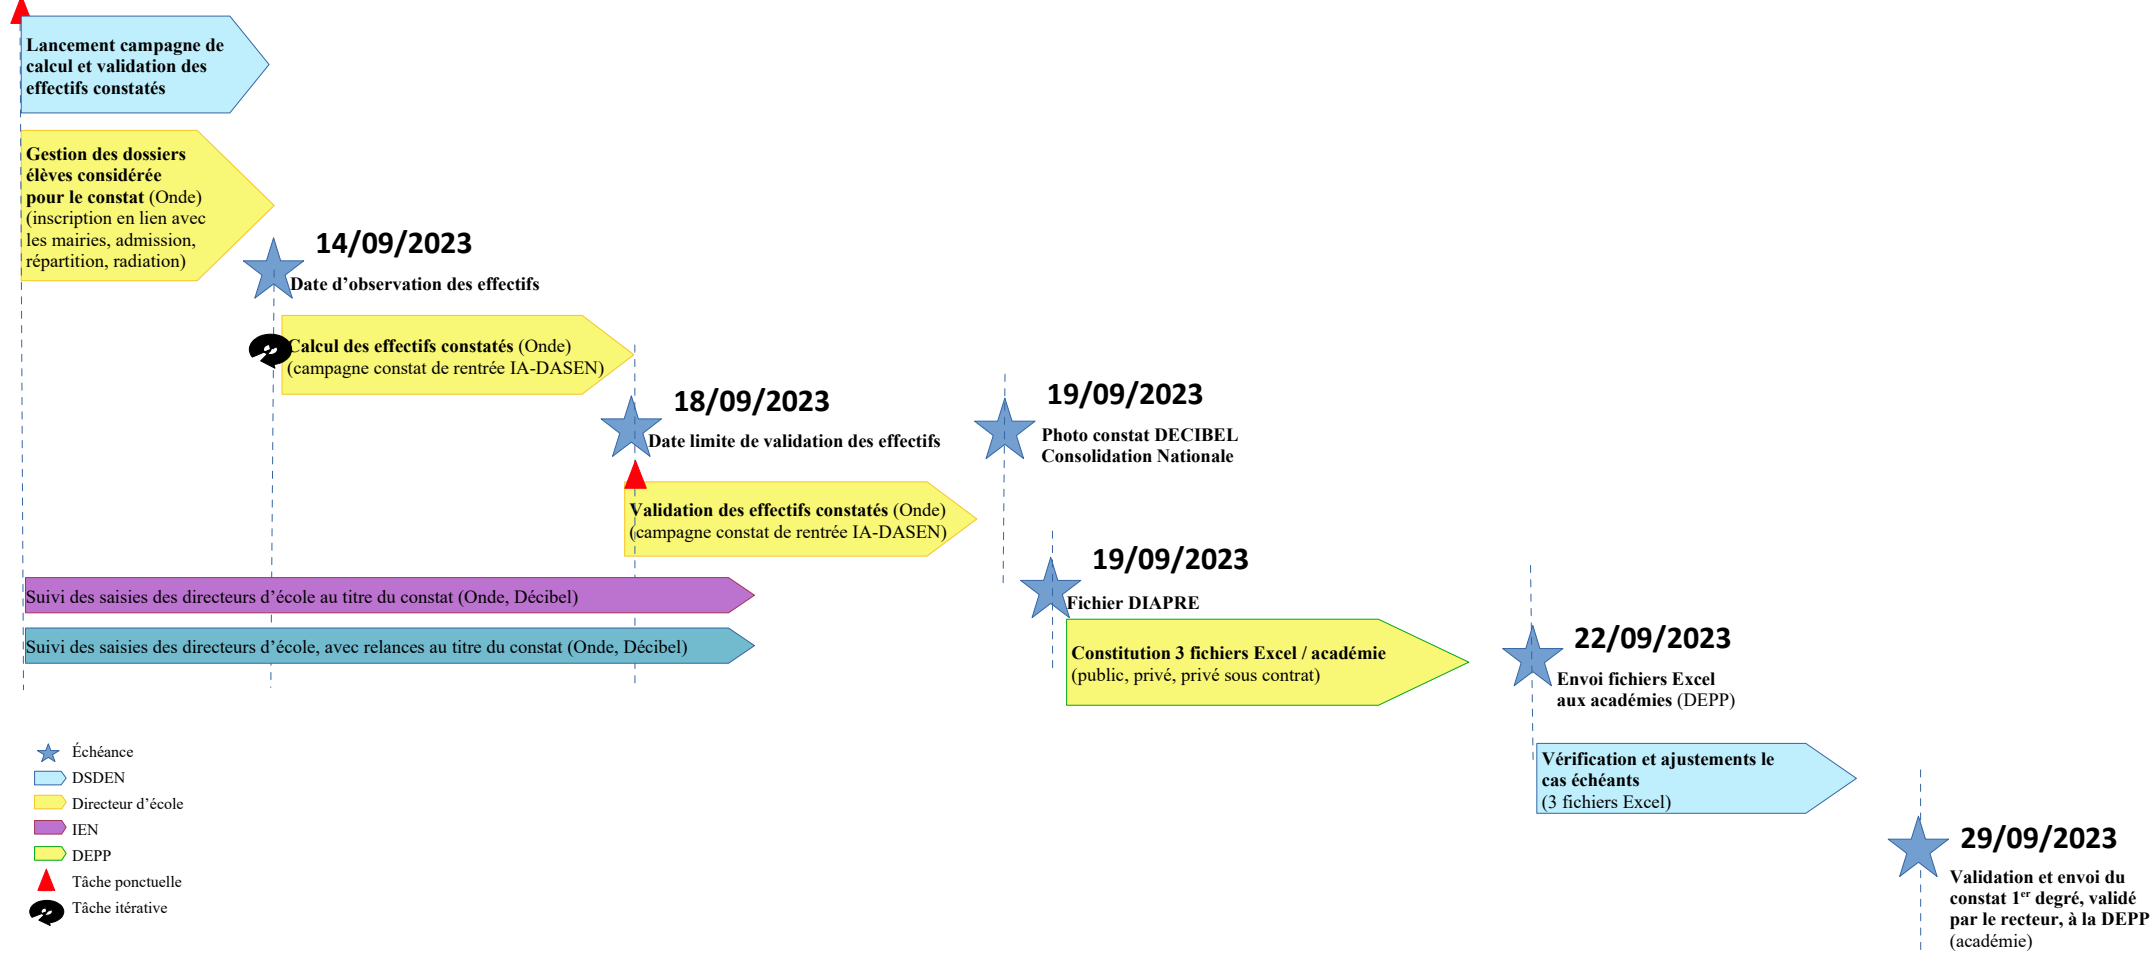 Lancement campagne de
calcul et validation des
effectifs constatés
Gestion des dossiers
élèves considérée
pour le constat (Onde)
(inscription en lien avec
les mairies, admission,
répartition, radiation)
14/09/2023
Date d’observation des effectifs
Calcul des effectifs constatés (Onde)
(campagne constat de rentrée IA-DASEN)
18/09/2023
Date limite de validation des effectifs
19/09/2023
Photo constat DECIBEL
Consolidation Nationale
Validation des effectifs constatés (Onde)
(campagne constat de rentrée IA-DASEN)
19/09/2023
Fichier DIAPRE
Suivi des saisies des directeurs d’école au titre du constat (Onde, Décibel)
Suivi des saisies des directeurs d’école, avec relances au titre du constat (Onde, Décibel)
Constitution 3 fichiers Excel / académie
(public, privé, privé sous contrat)
22/09/2023
Envoi fichiers Excel
aux académies (DEPP)
Vérification et ajustements le
cas échéants
(3 fichiers Excel)
29/09/2023
Validation et envoi du
constat 1er degré, validé
par le recteur, à la DEPP
(académie)
Échéance
DSDEN
Directeur d’école
IEN
DEPP
Tâche ponctuelle
Tâche itérative